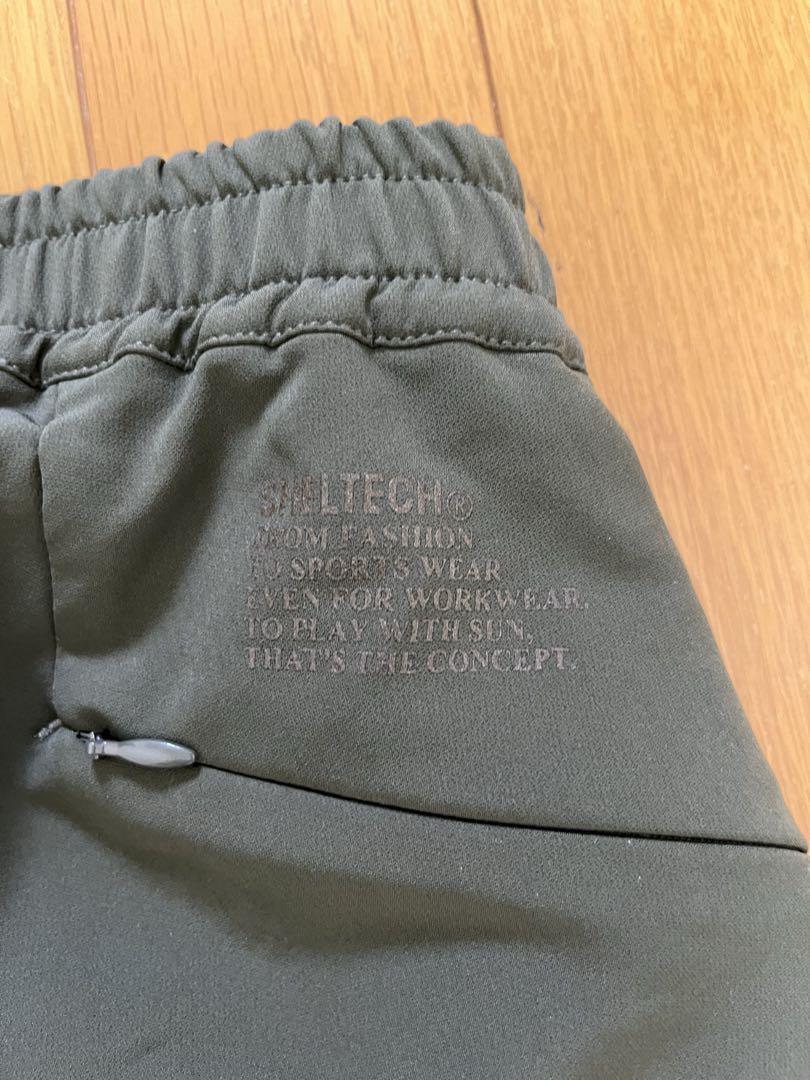 SHELTECH®
FROM FASHION
TO SPORTS WEAR
EVEN FOR WORKWEAR.
TO PLAY WITH SUN,
THAT'S THE CONCEPT.